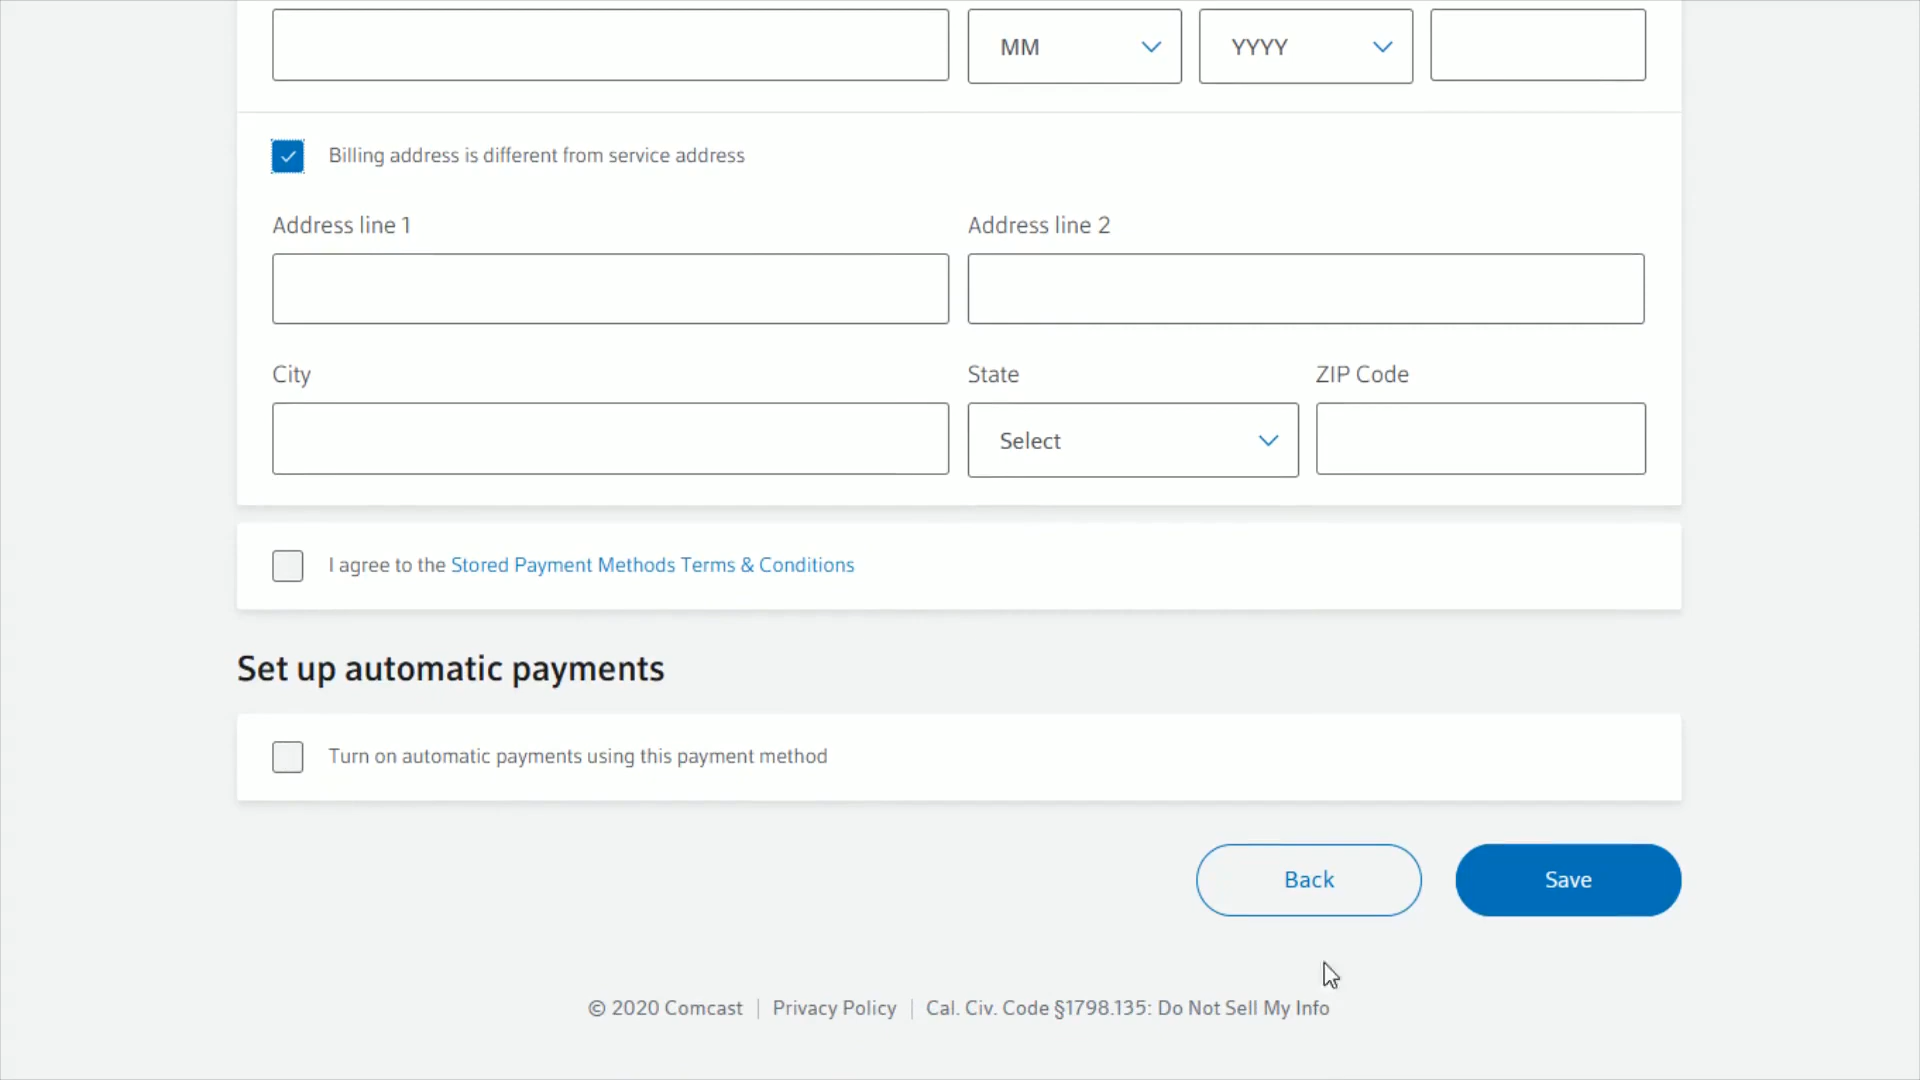 MM YYYY
Billing address is different from service address
Address line 1 Address line 2
City State ZIP Code
Select
I agree to the Stored Payment Methods Terms & Conditions
Set up automatic payments
Turn on automatic payments using this payment method
Back Save
© 2020 Comcast | Privacy Policy | Cal. Civ. Code §1798.135: Do Not Sell My Info